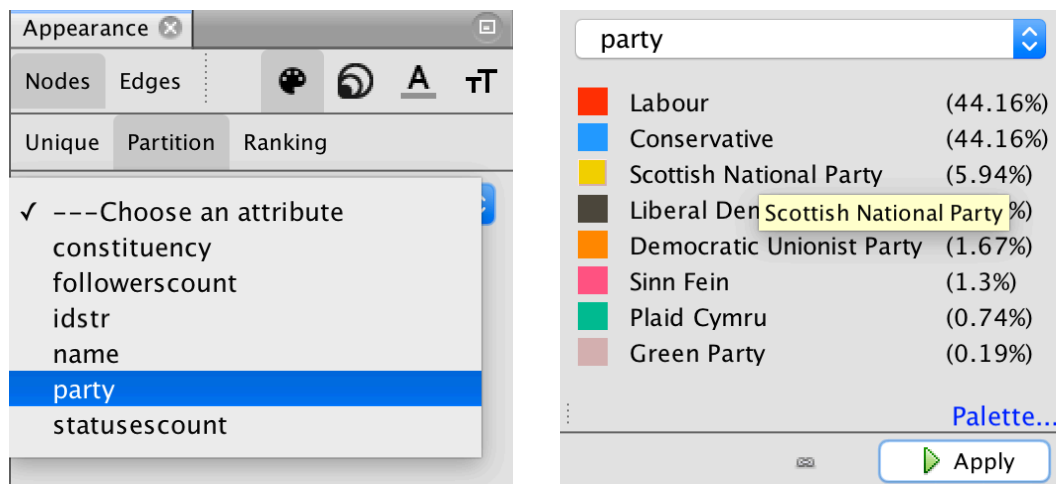 Appearance
Nodes Edges A TT
Unique Partition Ranking
✓ ---Choose an attribute
constituency
followerscount
idstr
name
party
statusescount
party
Labour (44.16%)
Conservative (44.16%)
Scottish National Party (5.94%)
Liberal Den Scottish National Party %)
Democratic Unionist Party (1.67%)
Sinn Fein (1.3%)
Plaid Cymru (0.74%)
Green Party (0.19%)
Palette...
Apply